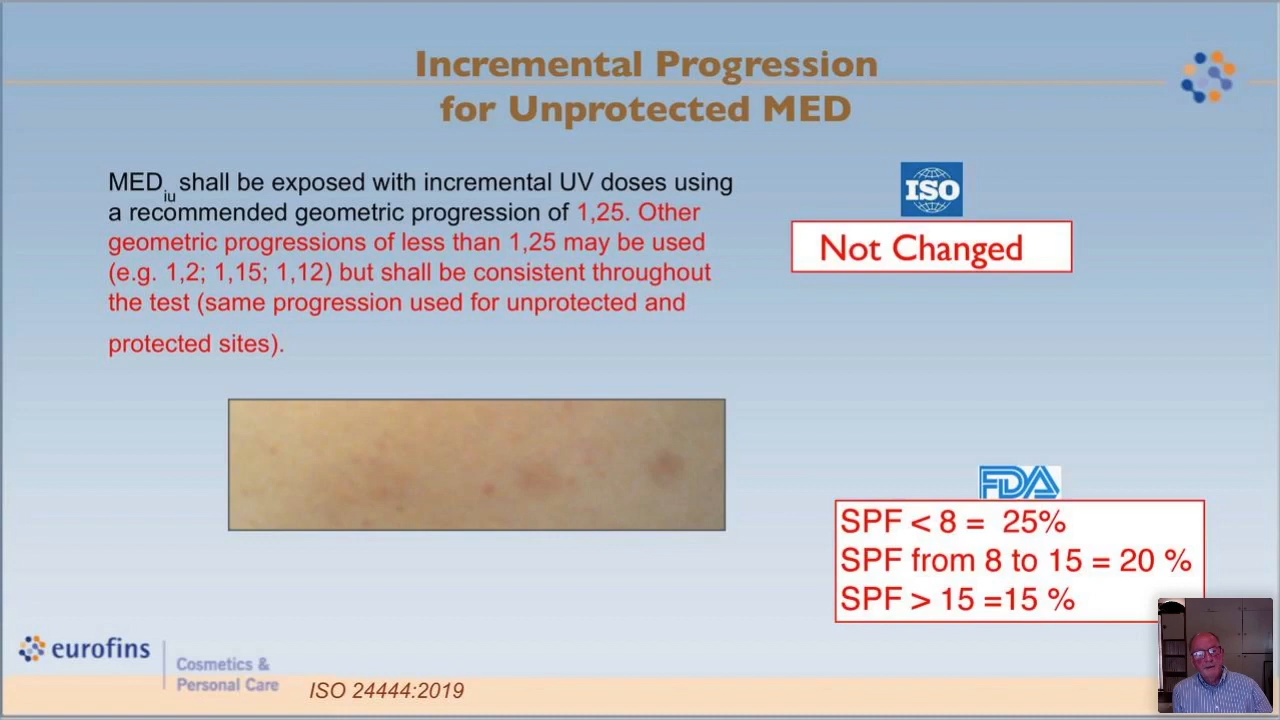 Incremental Progression
for Unprotected MED
MEDiu shall be exposed with incremental UV doses using
a recommended geometric progression of 1,25. Other
geometric progressions of less than 1,25 may be used
(e.g. 1,2; 1,15; 1,12) but shall be consistent throughout
the test (same progression used for unprotected and
protected sites).
ISO
Not Changed
FDA
SPF < 8 = 25%
SPF from 8 to 15 = 20 %
SPF > 15 =15 %
eurofins
Cosmetics &
Personal Care
ISO 24444:2019